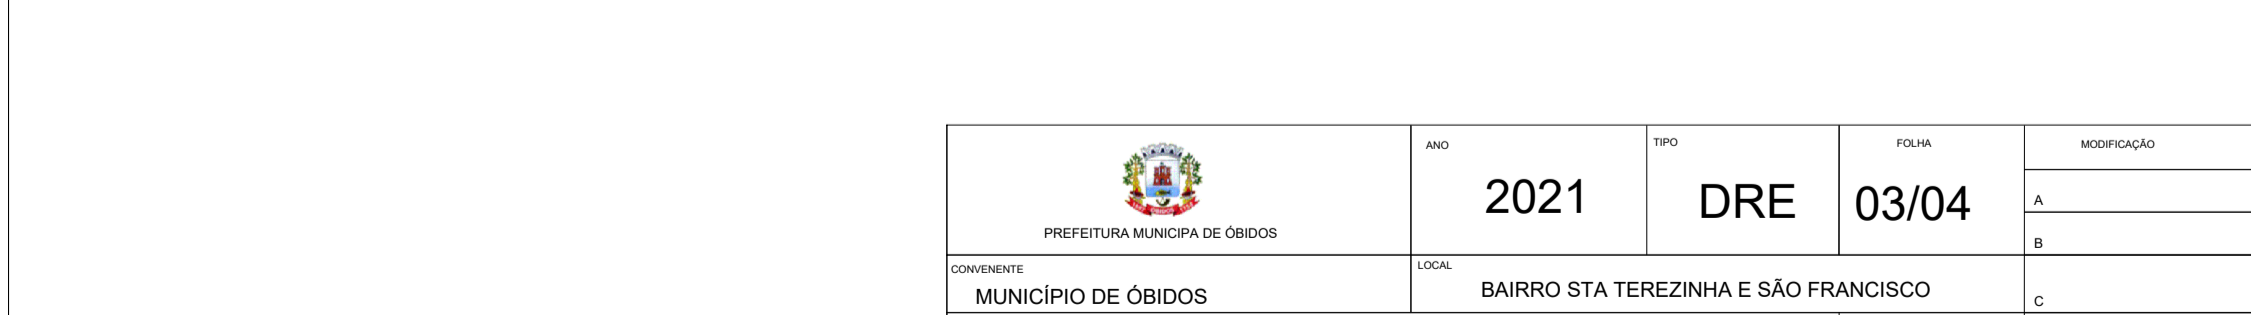 ANO
TIPO
FOLHA
MODIFICAÇÃO
2021
DRE
03/04
A
ÓBIDOS
PREFEITURA MUNICIPA DE ÓBIDOS
B
CONVENENTE
LOCAL
MUNICÍPIO DE ÓBIDOS
BAIRRO STA TEREZINHA E SÃO FRANCISCO
C